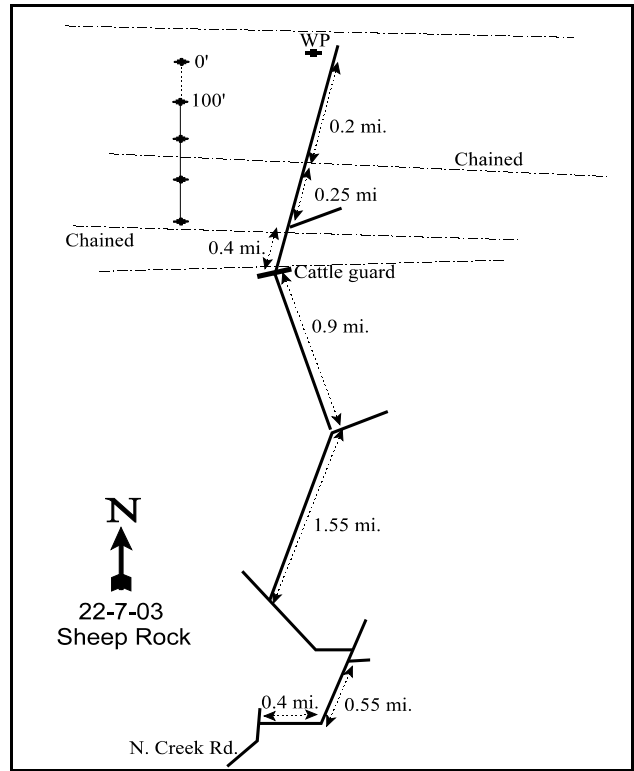 WP
0'
100'
0.2 mi.
Chained
0.25 mi
Chained
0.4 mi.
Cattle guard
0.9 mi.
N
1.55 mi.
22-7-03
Sheep Rock
0.4 mi.
0.55 mi.
N. Creek Rd.